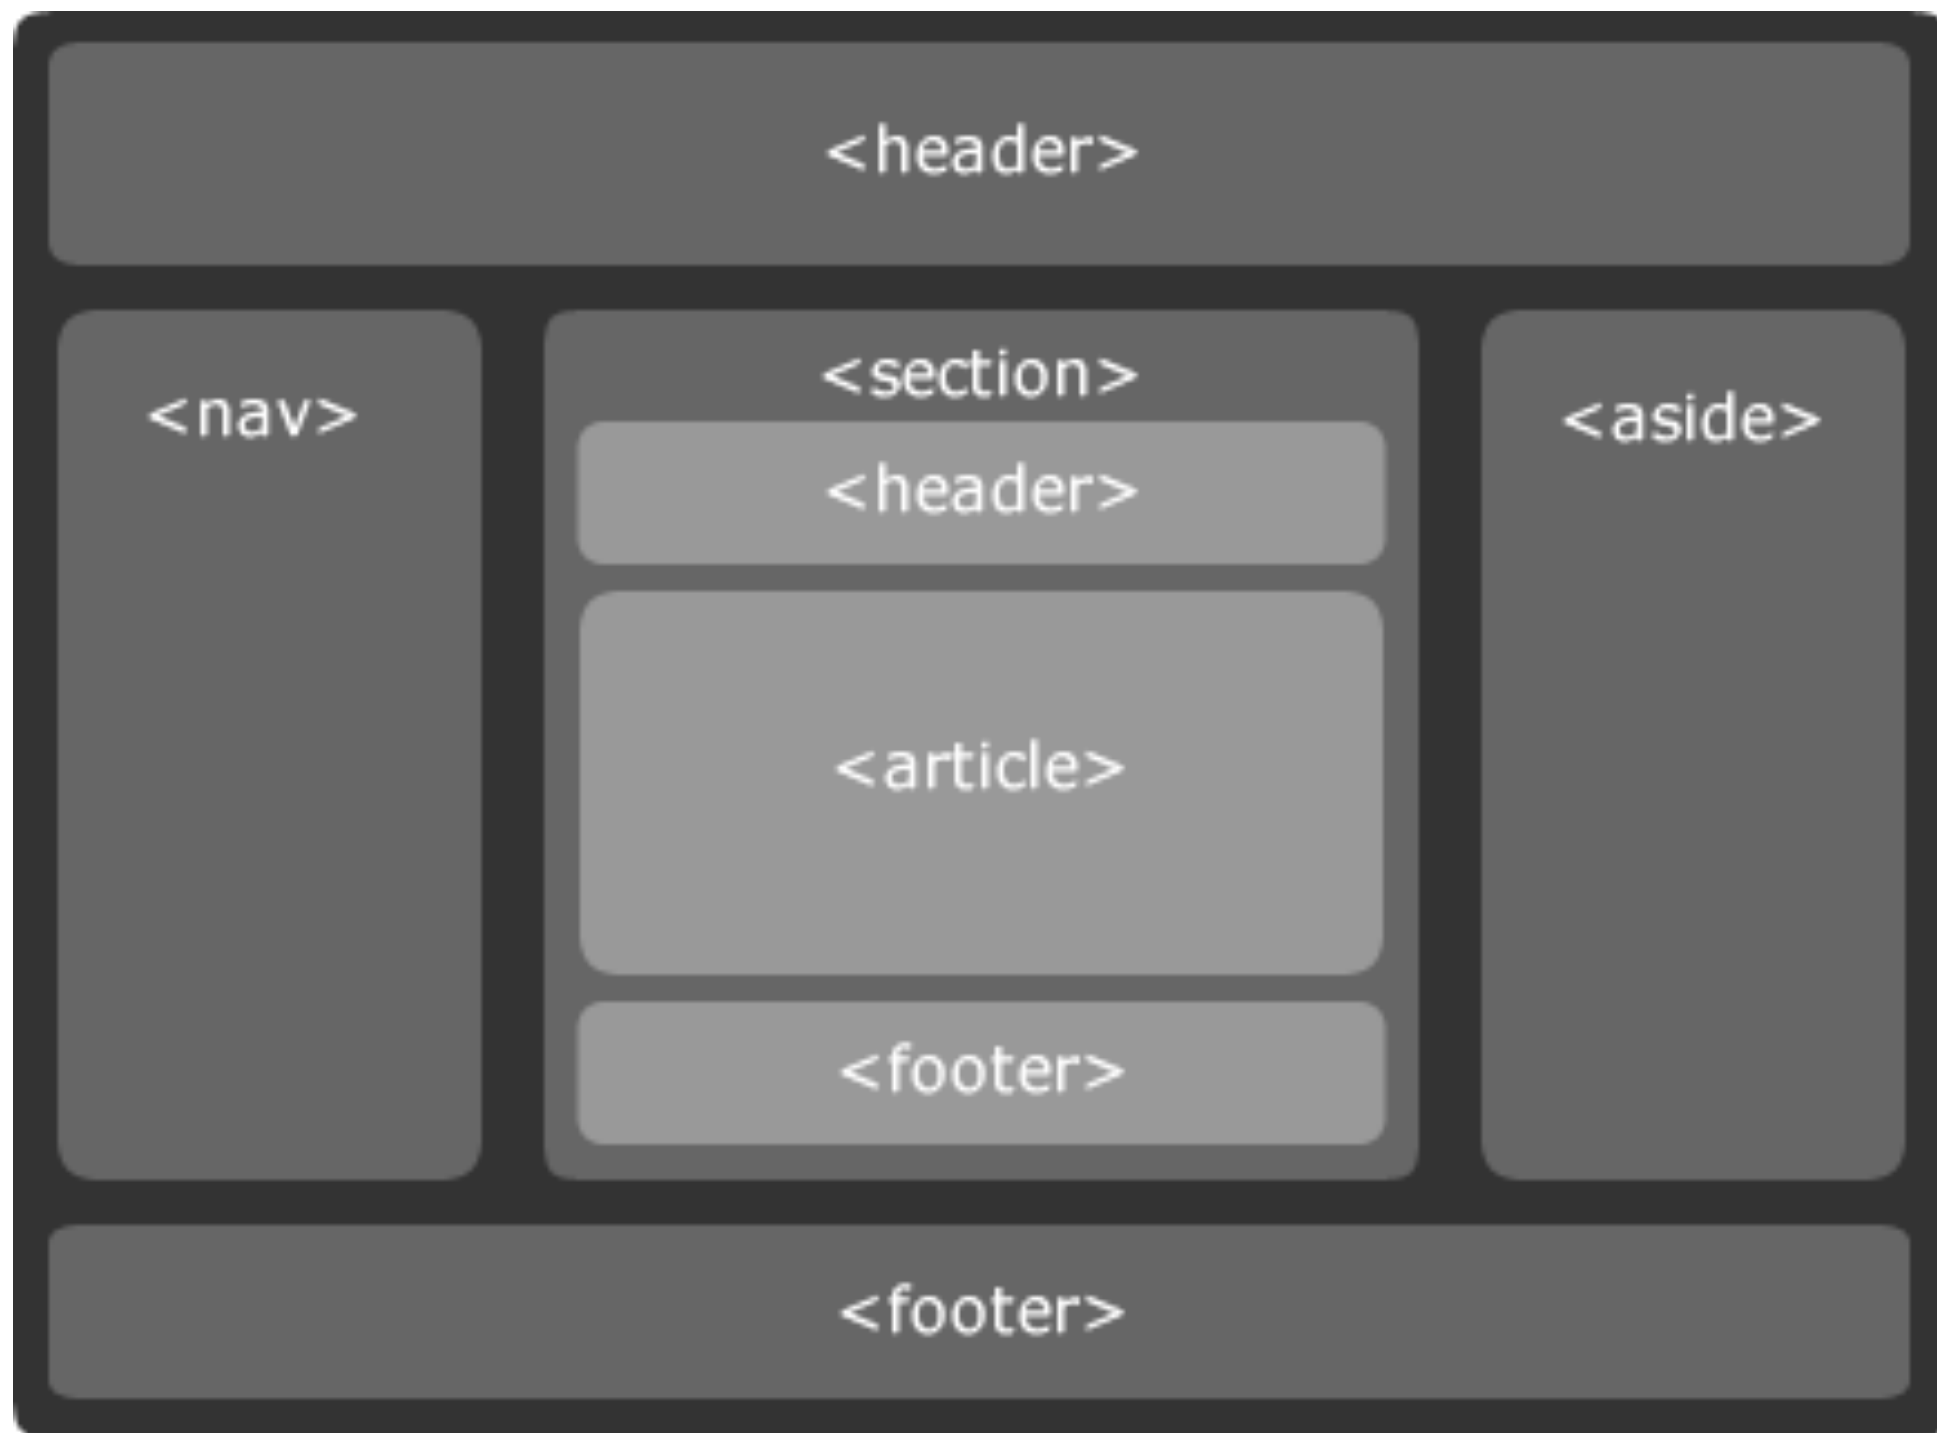 <header>
<nav>
<section>
<header>
<article>
<footer>
<aside>
<footer>